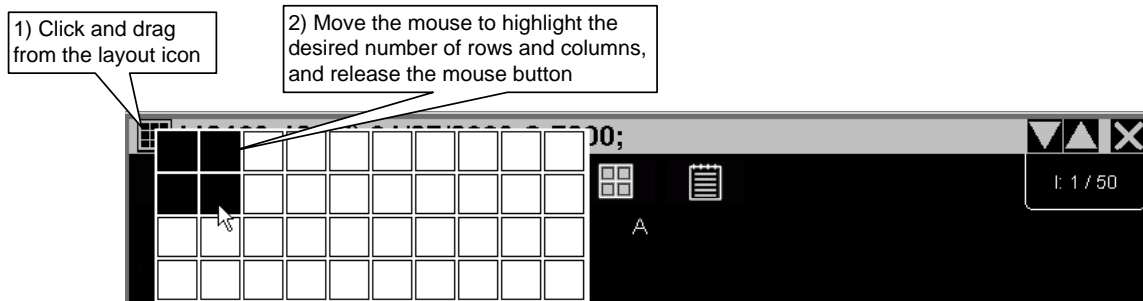 1) Click and drag
from the layout icon
2) Move the mouse to highlight the
desired number of rows and columns,
and release the mouse button
00;
I: 1 / 50
A